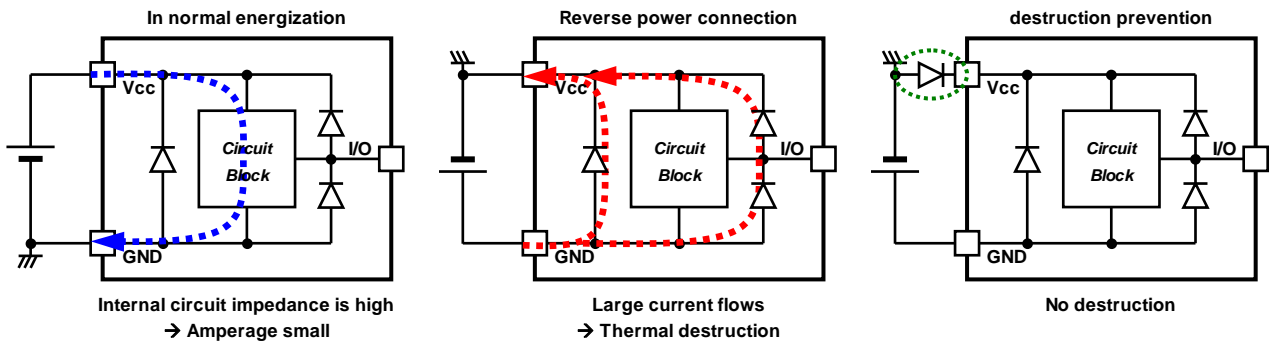 In normal energization
Vcc
Circuit
Block
I/O
GND
Internal circuit impedance is high
→ Amperage small
Reverse power connection
Vcc
Circuit
Block
I/O
GND
Large current flows
→ Thermal destruction
destruction prevention
Vcc
Circuit
Block
I/O
GND
No destruction